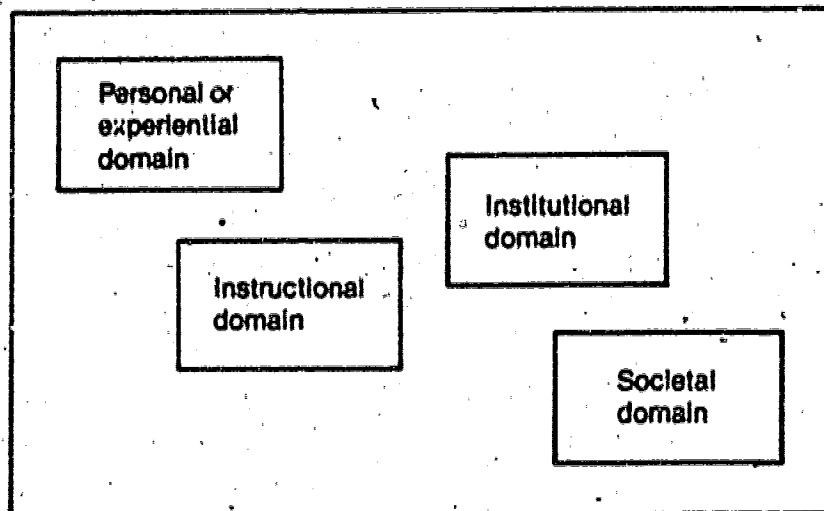 Personal or
experiential
domain
Institutional
domain
Instructional
domain
Societal
domain